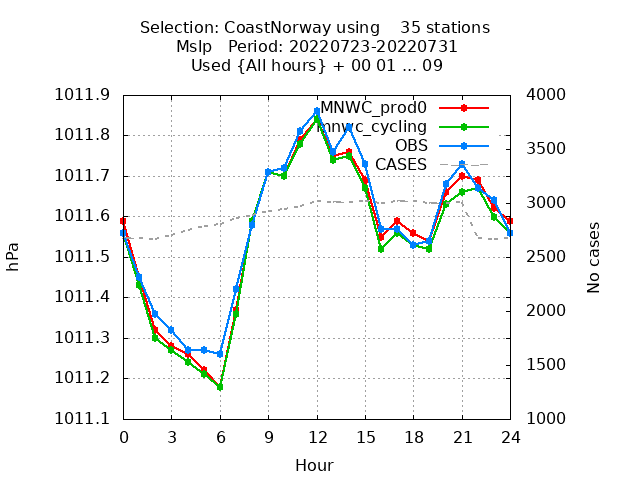 Selection: CoastNorway using    35 stations
Mslp   Period: 20220723-20220731
Used {All hours} + 00 01 ... 09
1011.9
1011.8
1011.7
1011.6
1011.5
1011.4
1011.3
1011.2
1011.1
hPa
MNWC_prod0
mnwc_cycling
OBS
CASES
4000
3500
3000
2500
2000
1500
1000
No cases
0 3 6 9 12 15 18 21 24
Hour